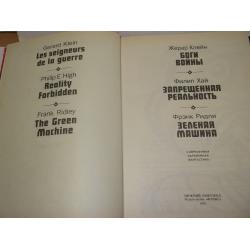 Gerard Klein
Les seigneurs
de la guerre
Philip E. High
Reality
Forbidden
Frank Ridley
The Green
Machine
Жерар Клейн
БОГИ
ВОЙНЫ
Филип Хай
ЗАПРЕЩЕННАЯ
РЕАЛЬНОСТЬ
Фрэнк Ридли
ЗЕЛЕНАЯ
МАШИНА